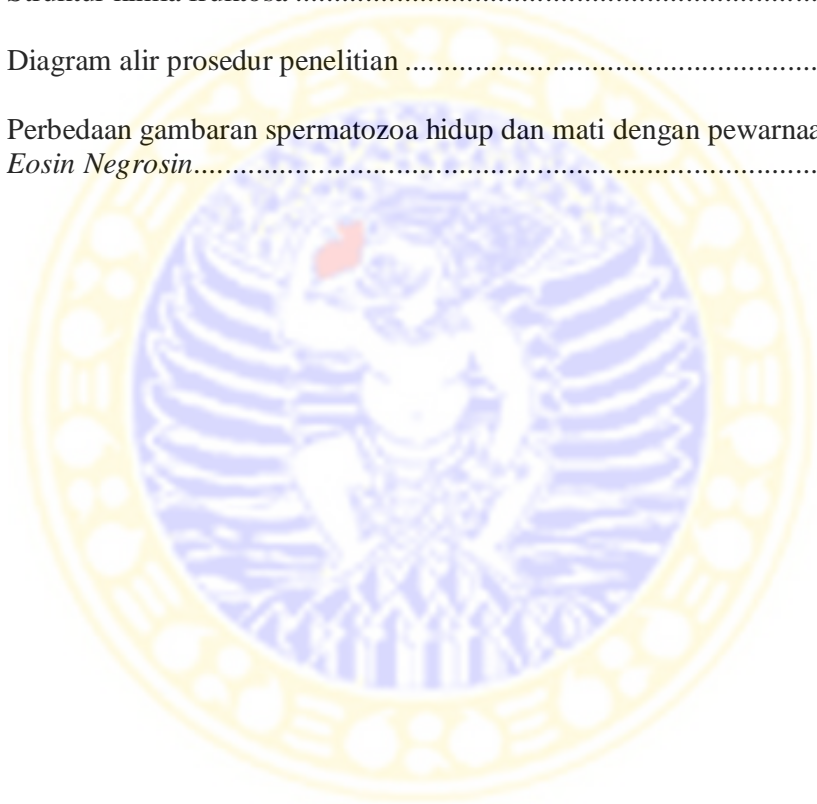 Diagram alir prosedur penelitian ......................................................
Perbedaan gambaran spermatozoa hidup dan mati dengan pewarnaa
Eosin Negrosin.................................................................................